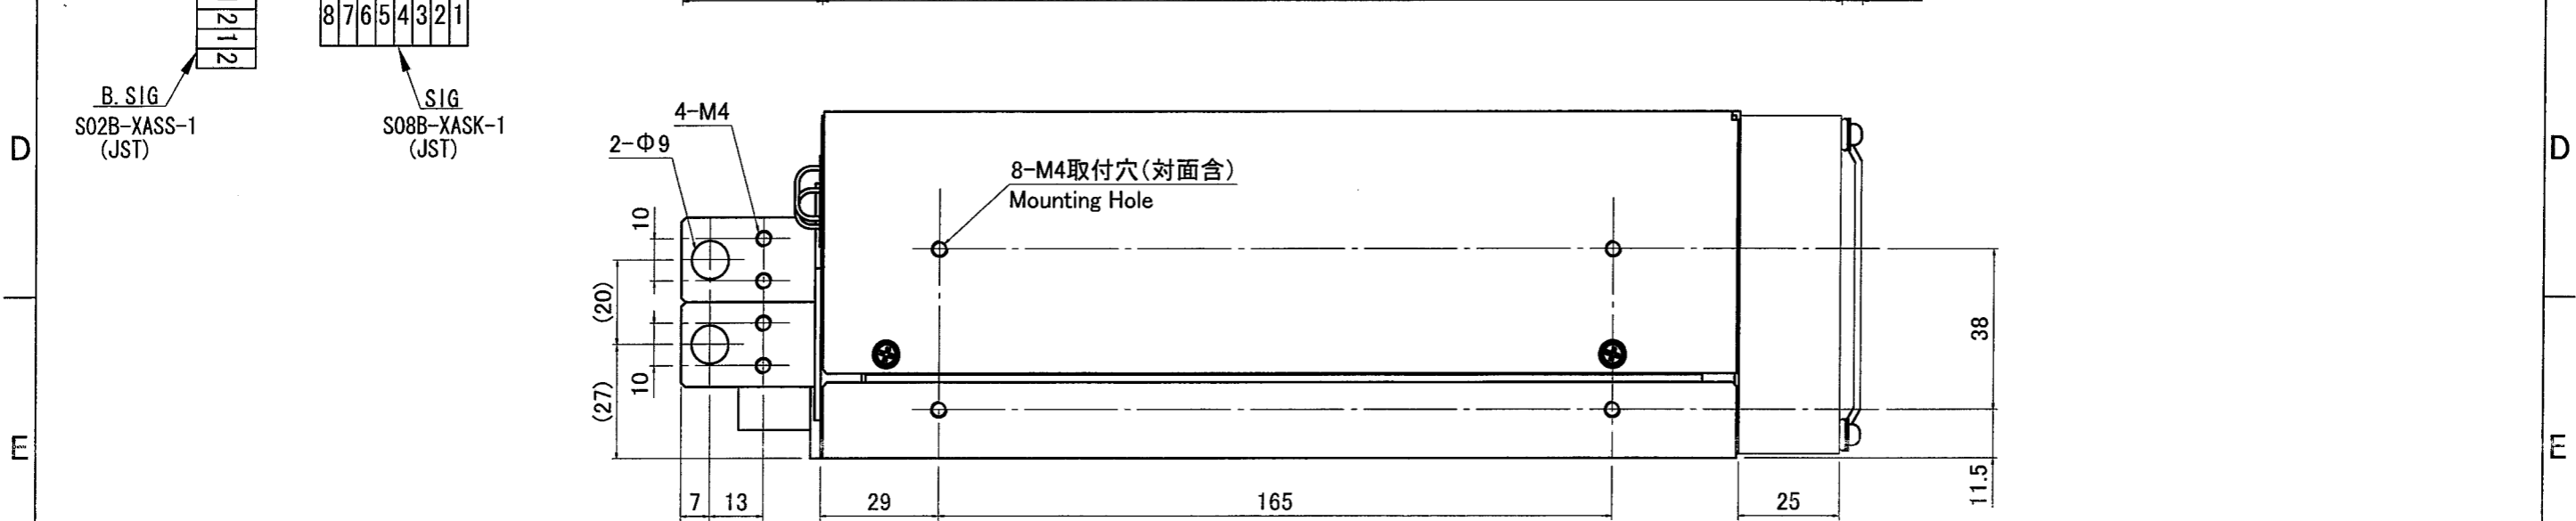 2
1
2
8 7 6 5 4 3 2 1
B.SIG
S02B-XASS-1
(JST)
SIG
S08B-XASK-1
(JST)
D
D
4-M4
2-Φ9
8-M4取付穴(対面含)
Mounting Hole
10
(20)
10
(27)
38
11.5
E
E
7
13
29
165
25